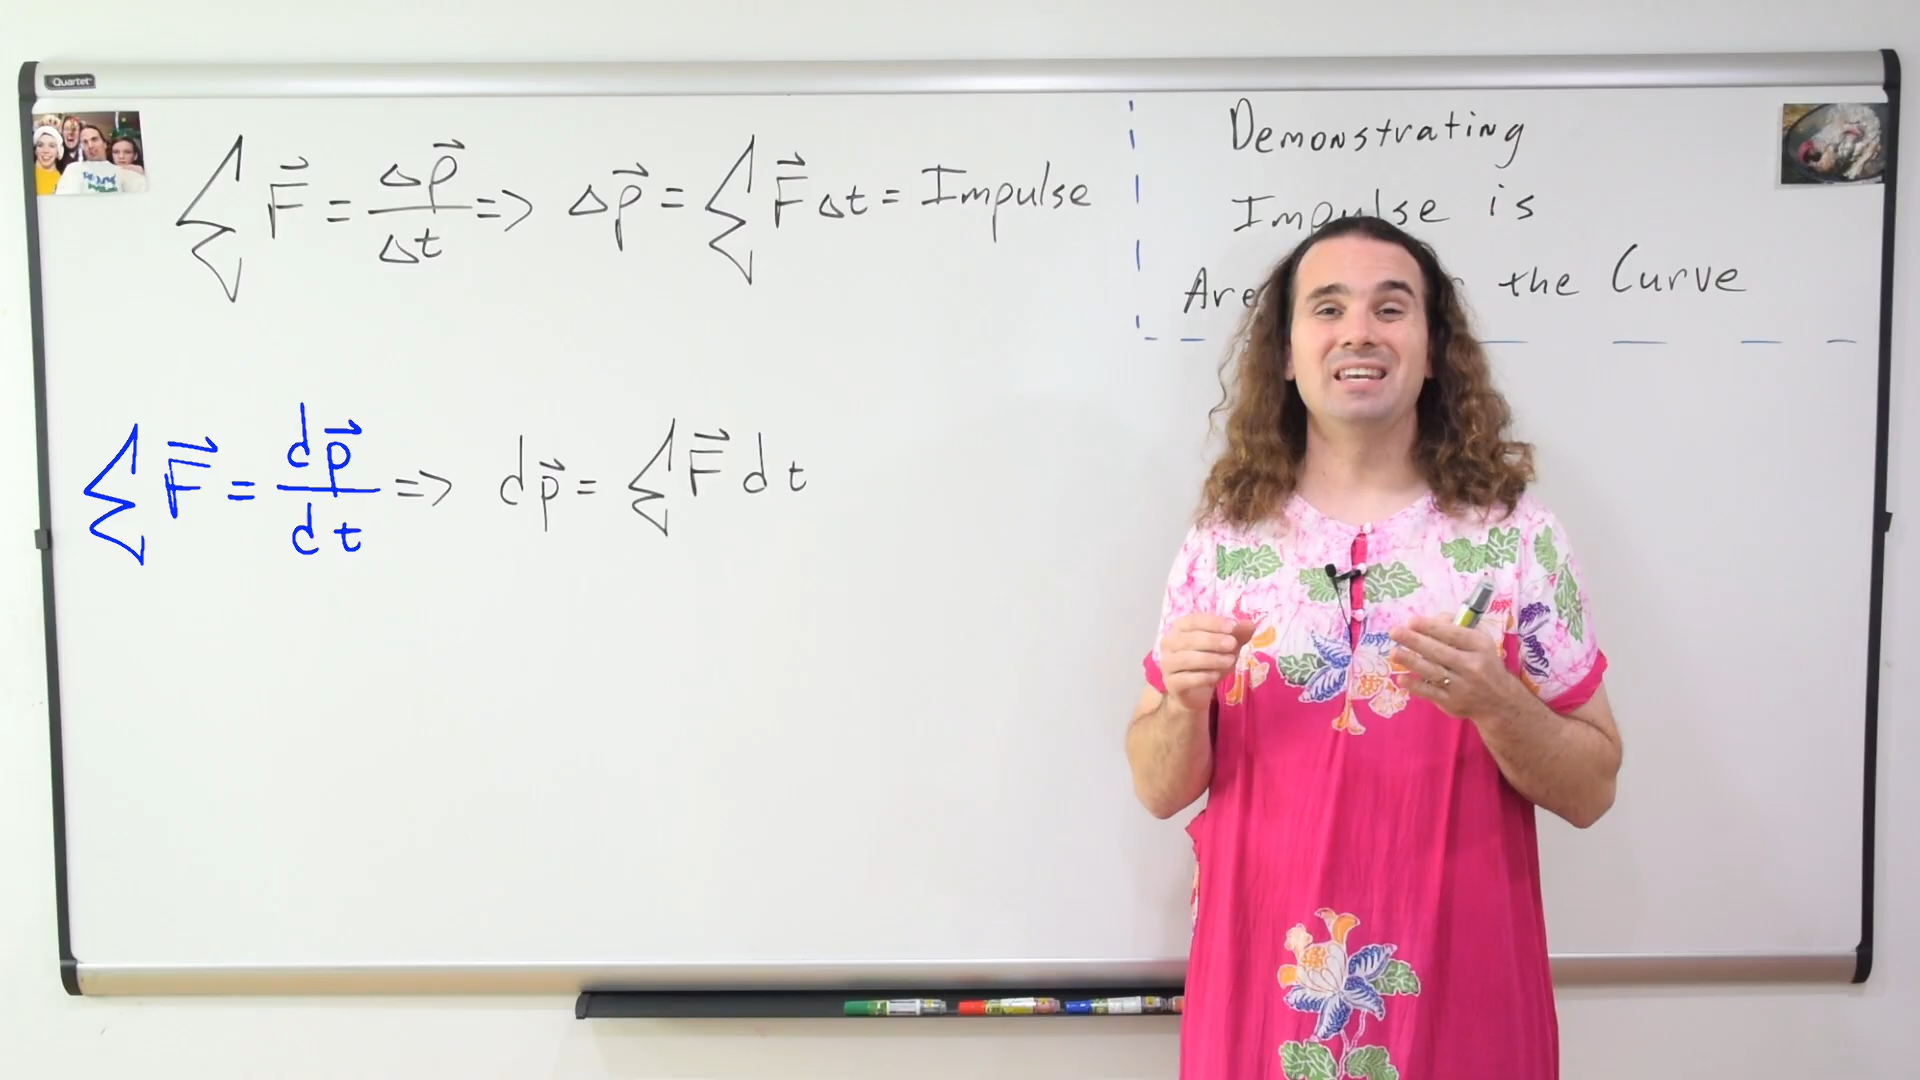 Quartet
∑F⃗ = Δp⃗/Δt => Δp⃗ = ∑F⃗Δt = Impulse
Demonstrating
Impulse is
the Curve
∑F⃗ = dp⃗/dt => dp⃗ = ∑F⃗dt